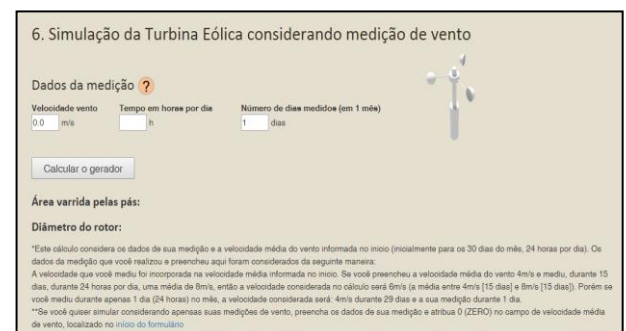 6. Simulação da Turbina Eólica considerando medição de vento
Dados da medição ?
Velocidade vento Tempo em horas por dia Número de dias medidos (em 1 mês)
0.0 m/s h 1 dias
Calcular o gerador
Área varrida pelas pás:
Diâmetro do rotor:
*Este cálculo considera os dados de sua medição e a velocidade média do vento informada no inicio (inicialmente para os 30 dias do mês, 24 horas por dia). Os
dados da medição que você realizou e preencheu aqui foram considerados da seguinte maneira:
A velocidade que você mediu foi incorporada na velocidade média informada no inicio. Se você preencheu a velocidade média do vento 4m/s e mediu, durante 15
dias, durante 24 horas por dia, uma média de 8m/s, então a velocidade considerada no cálculo será 6m/s (a média entre 4m/s [15 dias] e 8m/s [15 dias]). Porém se
você mediu durante apenas 1 dia (24 horas) no mês, a velocidade considerada será: 4m/s durante 29 dias e a sua medição durante 1 dia.
**Se você quiser simular considerando apenas suas medições de vento, preencha os dados de sua medição e atribua 0 (ZERO) no campo de velocidade média
de vento, localizado no início do formulário